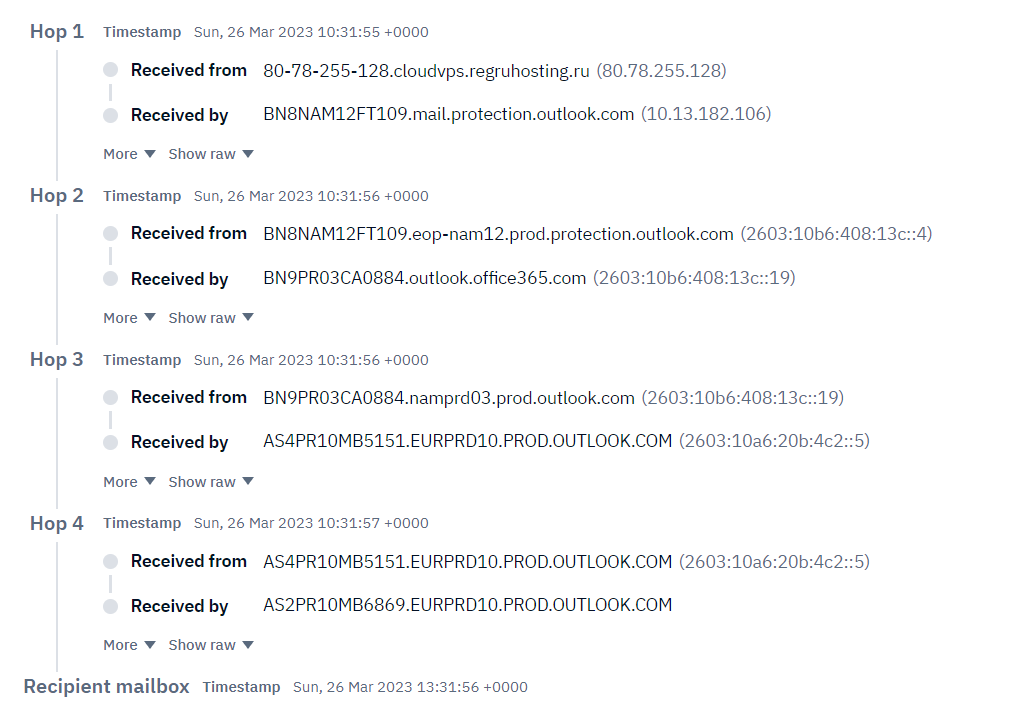 Hop 1 Timestamp Sun, 26 Mar 2023 10:31:55 +0000
Received from 80-78-255-128.cloudvps.regruhosting.ru (80.78.255.128)
Received by BN8NAM12FT109.mail.protection.outlook.com (10.13.182.106)
More ▼ Show raw ▼
Hop 2 Timestamp Sun, 26 Mar 2023 10:31:56 +0000
Received from BN8NAM12FT109.eop-nam12.prod.protection.outlook.com (2603:10b6:408:13c::4)
Received by BN9PR03CA0884.outlook.office365.com (2603:10b6:408:13c::19)
More ▼ Show raw ▼
Hop 3 Timestamp Sun, 26 Mar 2023 10:31:56 +0000
Received from BN9PR03CA0884.namprd03.prod.outlook.com (2603:10b6:408:13c::19)
Received by AS4PR10MB5151.EURPRD10.PROD.OUTLOOK.COM (2603:10a6:20b:4c2::5)
More ▼ Show raw ▼
Hop 4 Timestamp Sun, 26 Mar 2023 10:31:57 +0000
Received from AS4PR10MB5151.EURPRD10.PROD.OUTLOOK.COM (2603:10a6:20b:4c2::5)
Received by AS2PR10MB6869.EURPRD10.PROD.OUTLOOK.COM
More ▼ Show raw ▼
Recipient mailbox Timestamp Sun, 26 Mar 2023 13:31:56 +0000